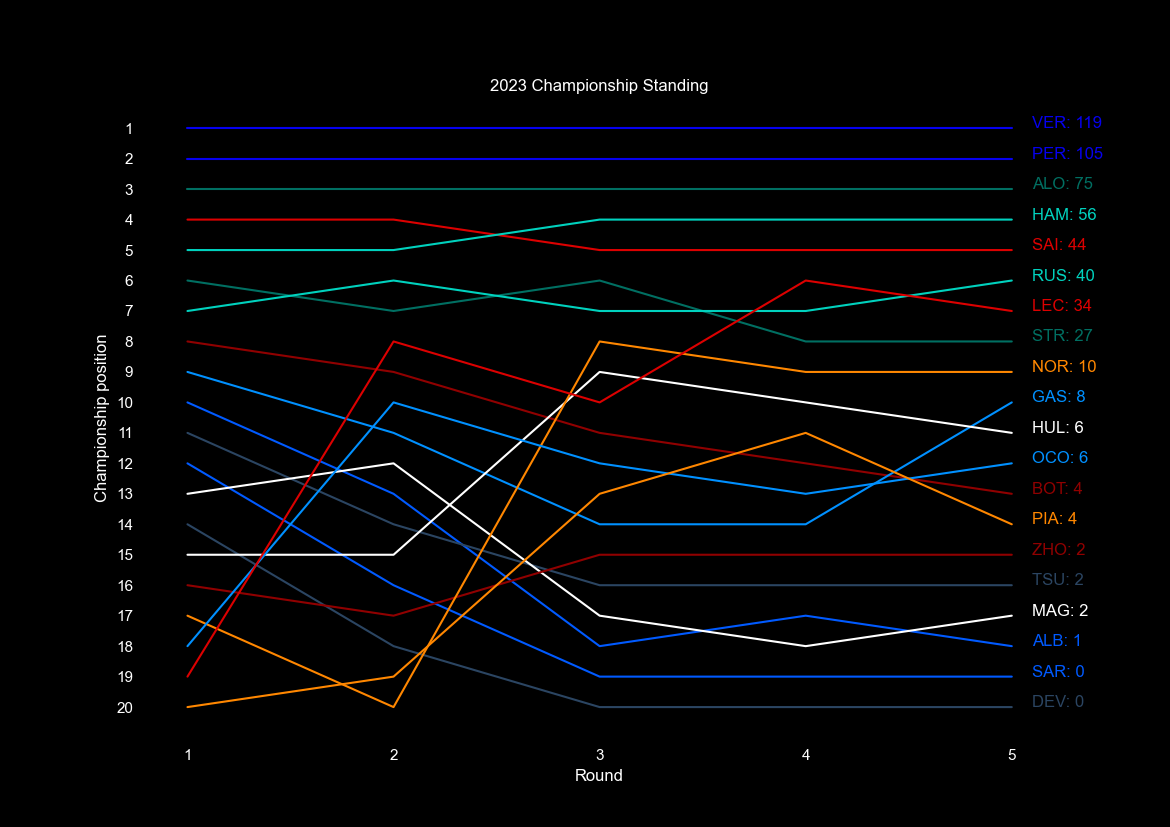 2023 Championship Standing
Championship position
1
2
3
4
5
6
7
8
9
10
11
12
13
14
15
16
17
18
19
20
VER: 119
PER: 105
ALO: 75
HAM: 56
SAI: 44
RUS: 40
LEC: 34
STR: 27
NOR: 10
GAS: 8
HUL: 6
OCO: 6
BOT: 4
PIA: 4
ZHO: 2
TSU: 2
MAG: 2
ALB: 1
SAR: 0
DEV: 0
1 2 3 4 5
Round